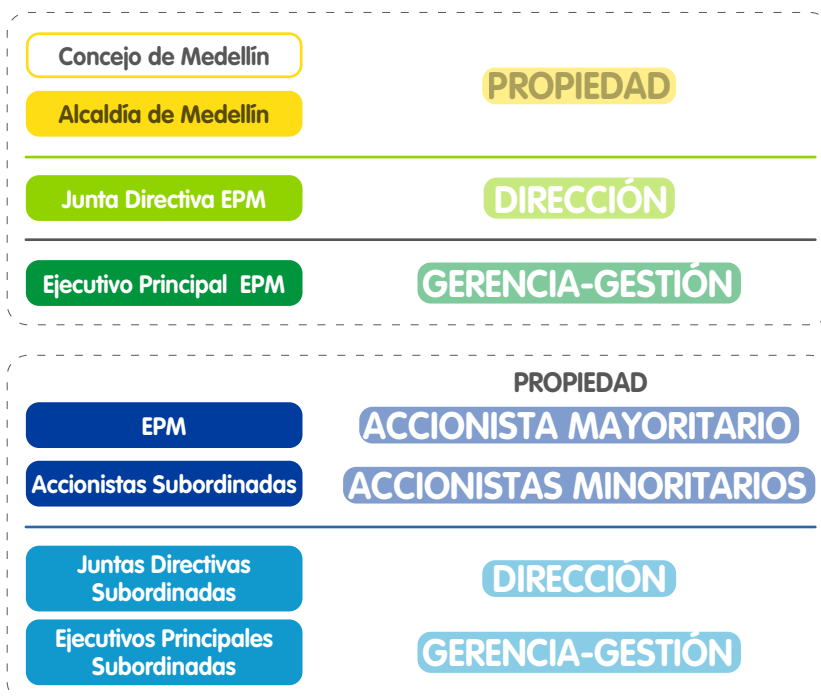 Concejo de Medellín
Alcaldía de Medellín
PROPIEDAD
Junta Directiva EPM
DIRECCIÓN
Ejecutivo Principal EPM
GERENCIA-GESTIÓN
PROPIEDAD
EPM
ACCIONISTA MAYORITARIO
Accionistas Subordinadas
ACCIONISTAS MINORITARIOS
Juntas Directivas
Subordinadas
DIRECCIÓN
Ejecutivos Principales
Subordinadas
GERENCIA-GESTIÓN